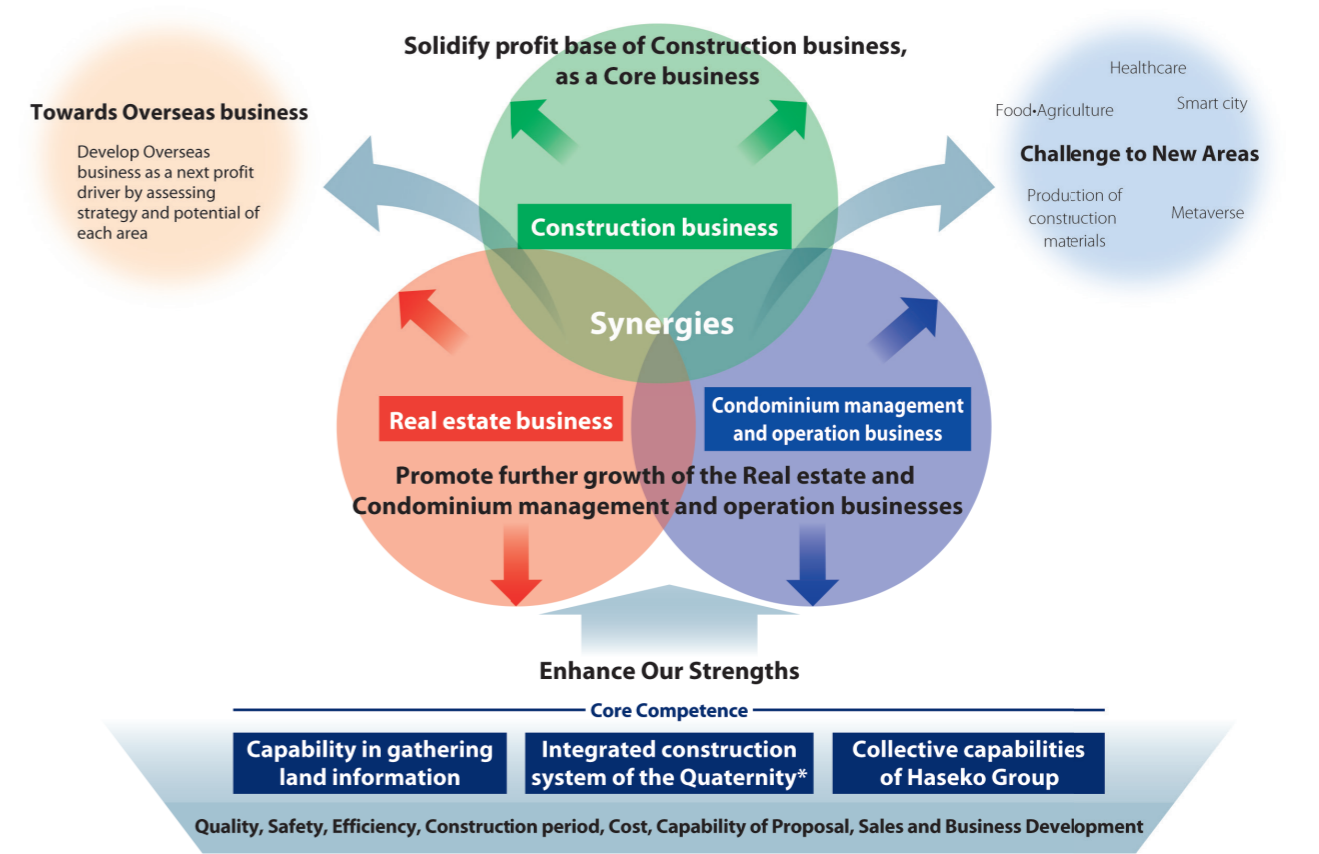 Solidify profit base of Construction business,
as a Core business
Towards Overseas business
Develop Overseas
business as a next profit
driver by assessing
strategy and potential of
each area
Healthcare
Food•Agriculture
Smart city
Challenge to New Areas
Production of
construction
materials
Metaverse
Construction business
Synergies
Real estate business
Condominium management
and operation business
Promote further growth of the Real estate and
Condominium management and operation businesses
Enhance Our Strengths
Core Competence
Capability in gathering
land information
Integrated construction
system of the Quaternity*
Collective capabilities
of Haseko Group
Quality, Safety, Efficiency, Construction period, Cost, Capability of Proposal, Sales and Business Development